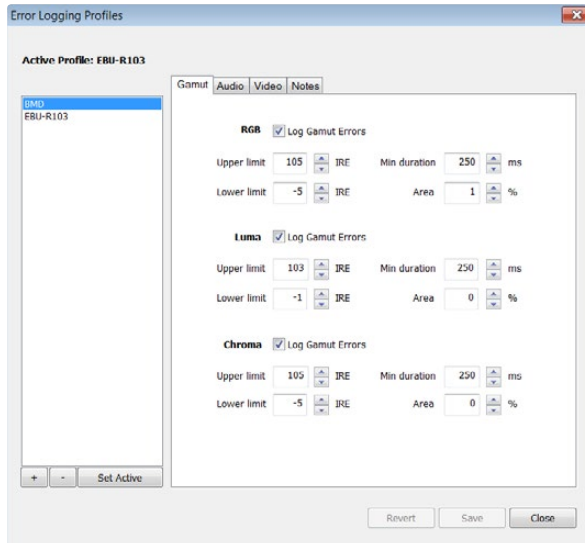 Error Logging Profiles
Active Profile: EBU-R103
BMD
EBU-R103
Gamut Audio Video Notes
RGB Log Gamut Errors
Upper limit 105 IRE Min duration 250 ms
Lower limit -5 IRE Area 1 %
Luma Log Gamut Errors
Upper limit 103 IRE Min duration 250 ms
Lower limit -1 IRE Area 0 %
Chroma Log Gamut Errors
Upper limit 105 IRE Min duration 250 ms
Lower limit -5 IRE Area 0 %
+ - Set Active
Revert Save Close